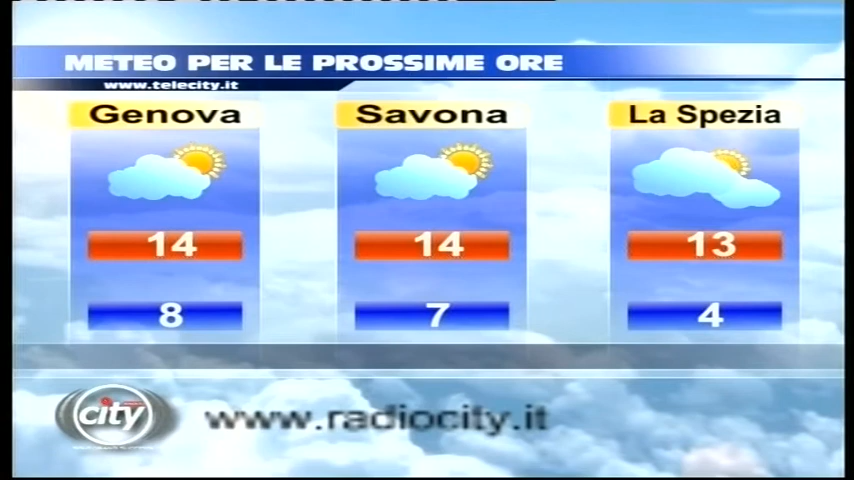 METEO PER LE PROSSIME ORE
www.telecity.it
Genova Savona La Spezia
14 14 13
8 7 4
city www.radiocity.it